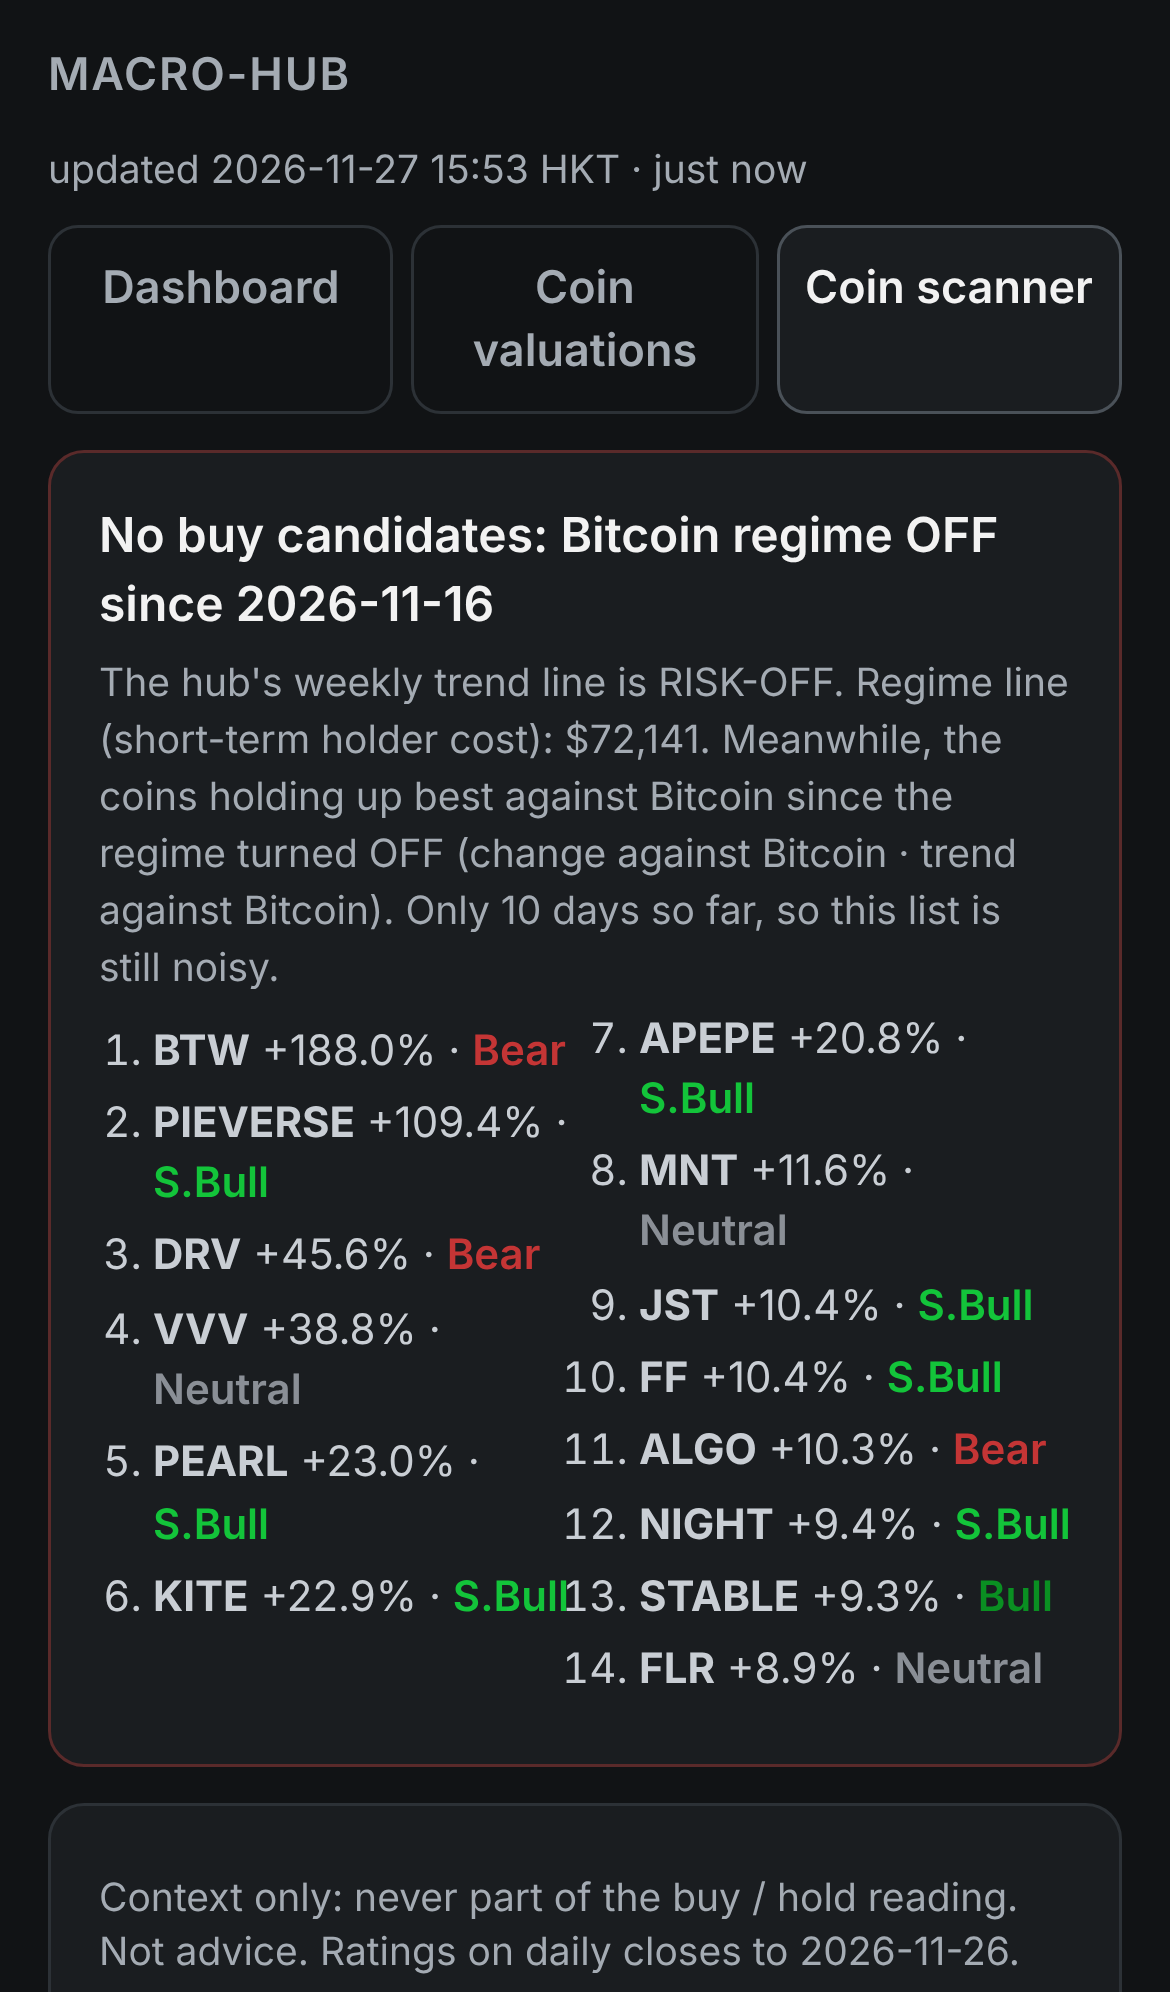 MACRO-HUB
updated 2026-11-27 15:53 HKT · just now
Dashboard
Coin
valuations
Coin scanner
No buy candidates: Bitcoin regime OFF
since 2026-11-16
The hub's weekly trend line is RISK-OFF. Regime line
(short-term holder cost): $72,141. Meanwhile, the
coins holding up best against Bitcoin since the
regime turned OFF (change against Bitcoin · trend
against Bitcoin). Only 10 days so far, so this list is
still noisy.
1. BTW +188.0% · Bear
2. PIEVERSE +109.4% ·
S.Bull
3. DRV +45.6% · Bear
4. VVV +38.8% ·
Neutral
5. PEARL +23.0% ·
S.Bull
6. KITE +22.9% · S.Bull
7. APEPE +20.8% ·
S.Bull
8. MNT +11.6% ·
Neutral
9. JST +10.4% · S.Bull
10. FF +10.4% · S.Bull
11. ALGO +10.3% · Bear
12. NIGHT +9.4% · S.Bull
13. STABLE +9.3% · Bull
14. FLR +8.9% · Neutral
Context only: never part of the buy / hold reading.
Not advice. Ratings on daily closes to 2026-11-26.